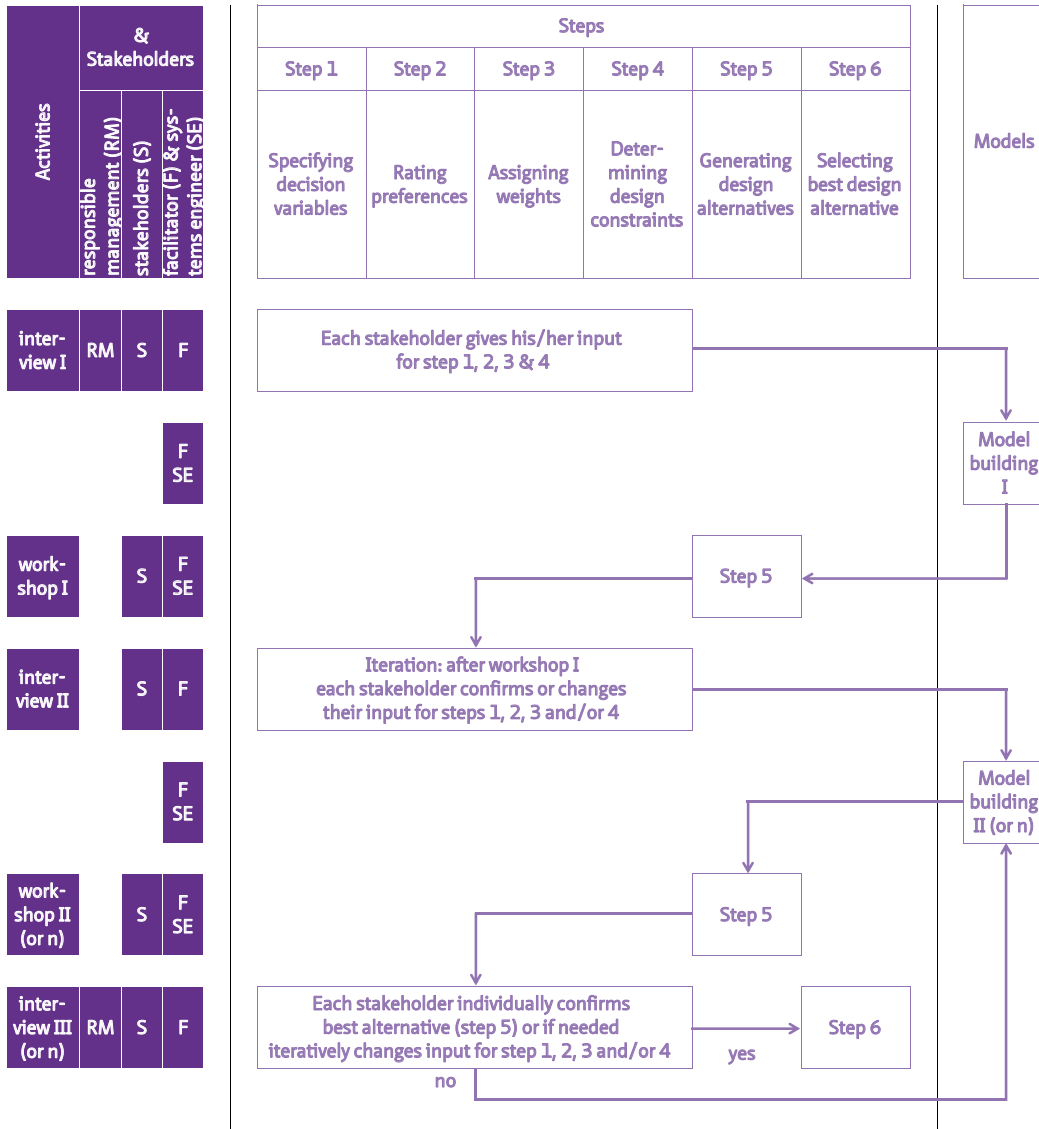 &
Stakeholders
Activities
responsible
management (RM)
stakeholders (S)
facilitator (F) & sys-
tems engineer (SE)
Steps
Step 1
Step 2
Step 3
Step 4
Step 5
Step 6
Specifying
decision
variables
Rating
preferences
Assigning
weights
Deter-
mining
design
constraints
Generating
design
alternatives
Selecting
best design
alternative
Models
inter-
view I
RM
S
F
Each stakeholder gives his/her input
for step 1, 2, 3 & 4
F
SE
Model
building
I
work-
shop I
S
F
SE
Step 5
inter-
view II
S
F
Iteration: after workshop I
each stakeholder confirms or changes
their input for steps 1, 2, 3 and/or 4
F
SE
Model
building
II (or n)
work-
shop II
(or n)
S
F
SE
Step 5
inter-
view III
(or n)
RM
S
F
Each stakeholder individually confirms
best alternative (step 5) or if needed
iteratively changes input for step 1, 2, 3 and/or 4
yes
Step 6
no